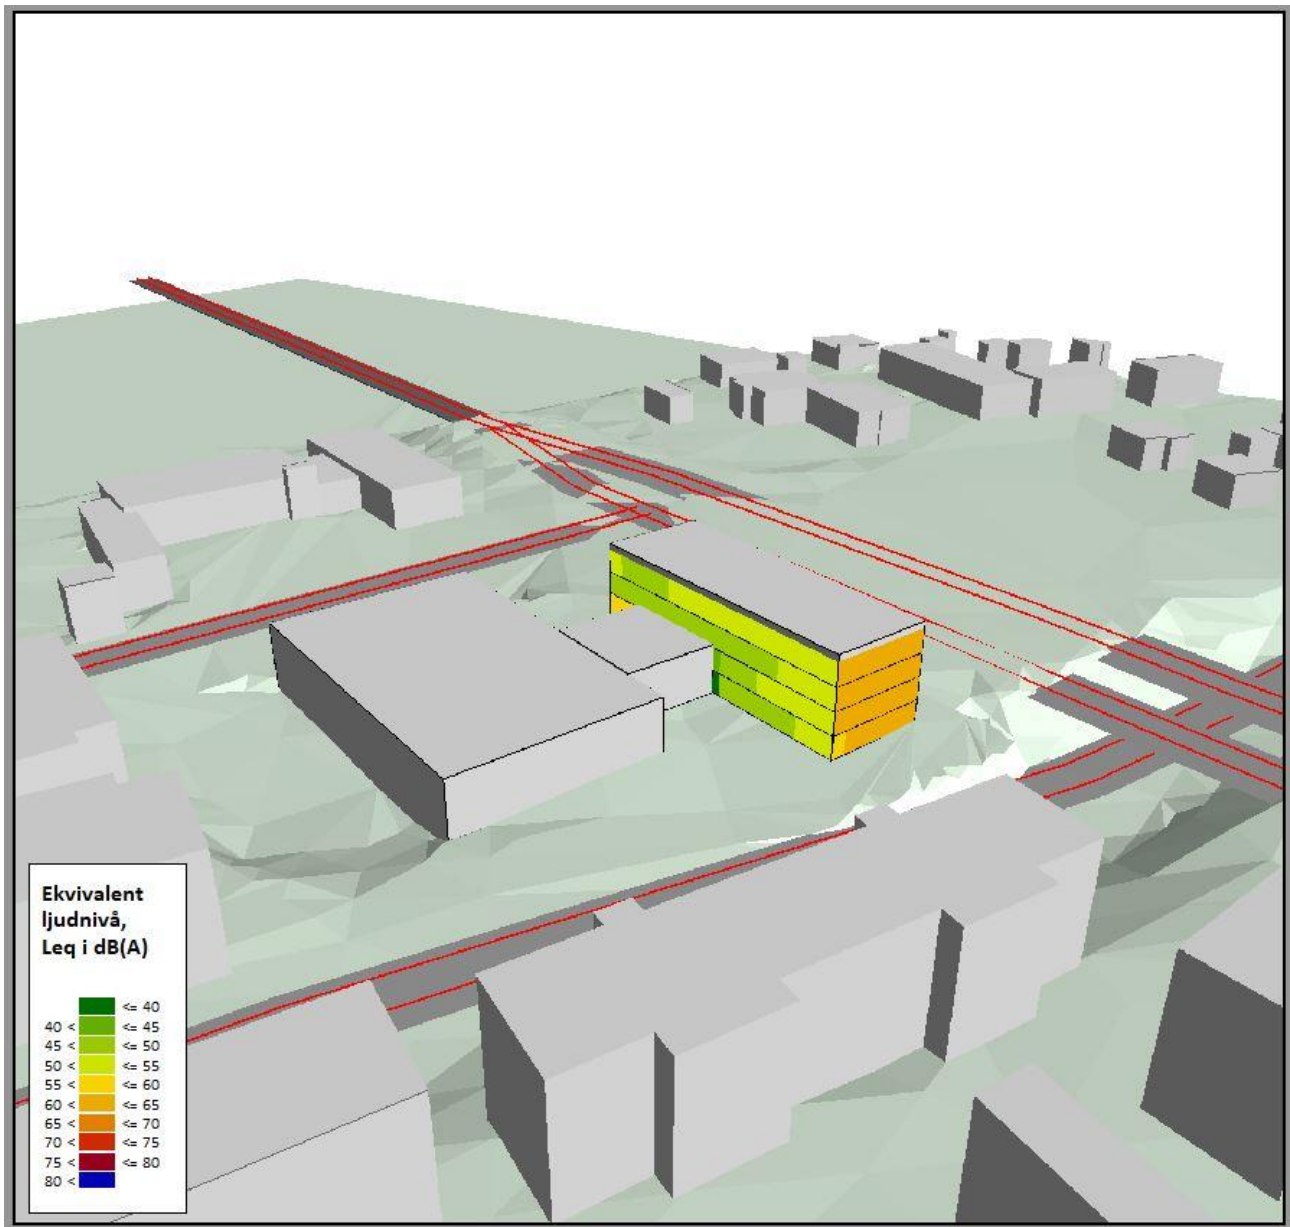 Ekvivalent
ljudnivå,
Leq i dB(A)
<= 40
40 < <= 45
45 < <= 50
50 < <= 55
55 < <= 60
60 < <= 65
65 < <= 70
70 < <= 75
75 < <= 80
80 <